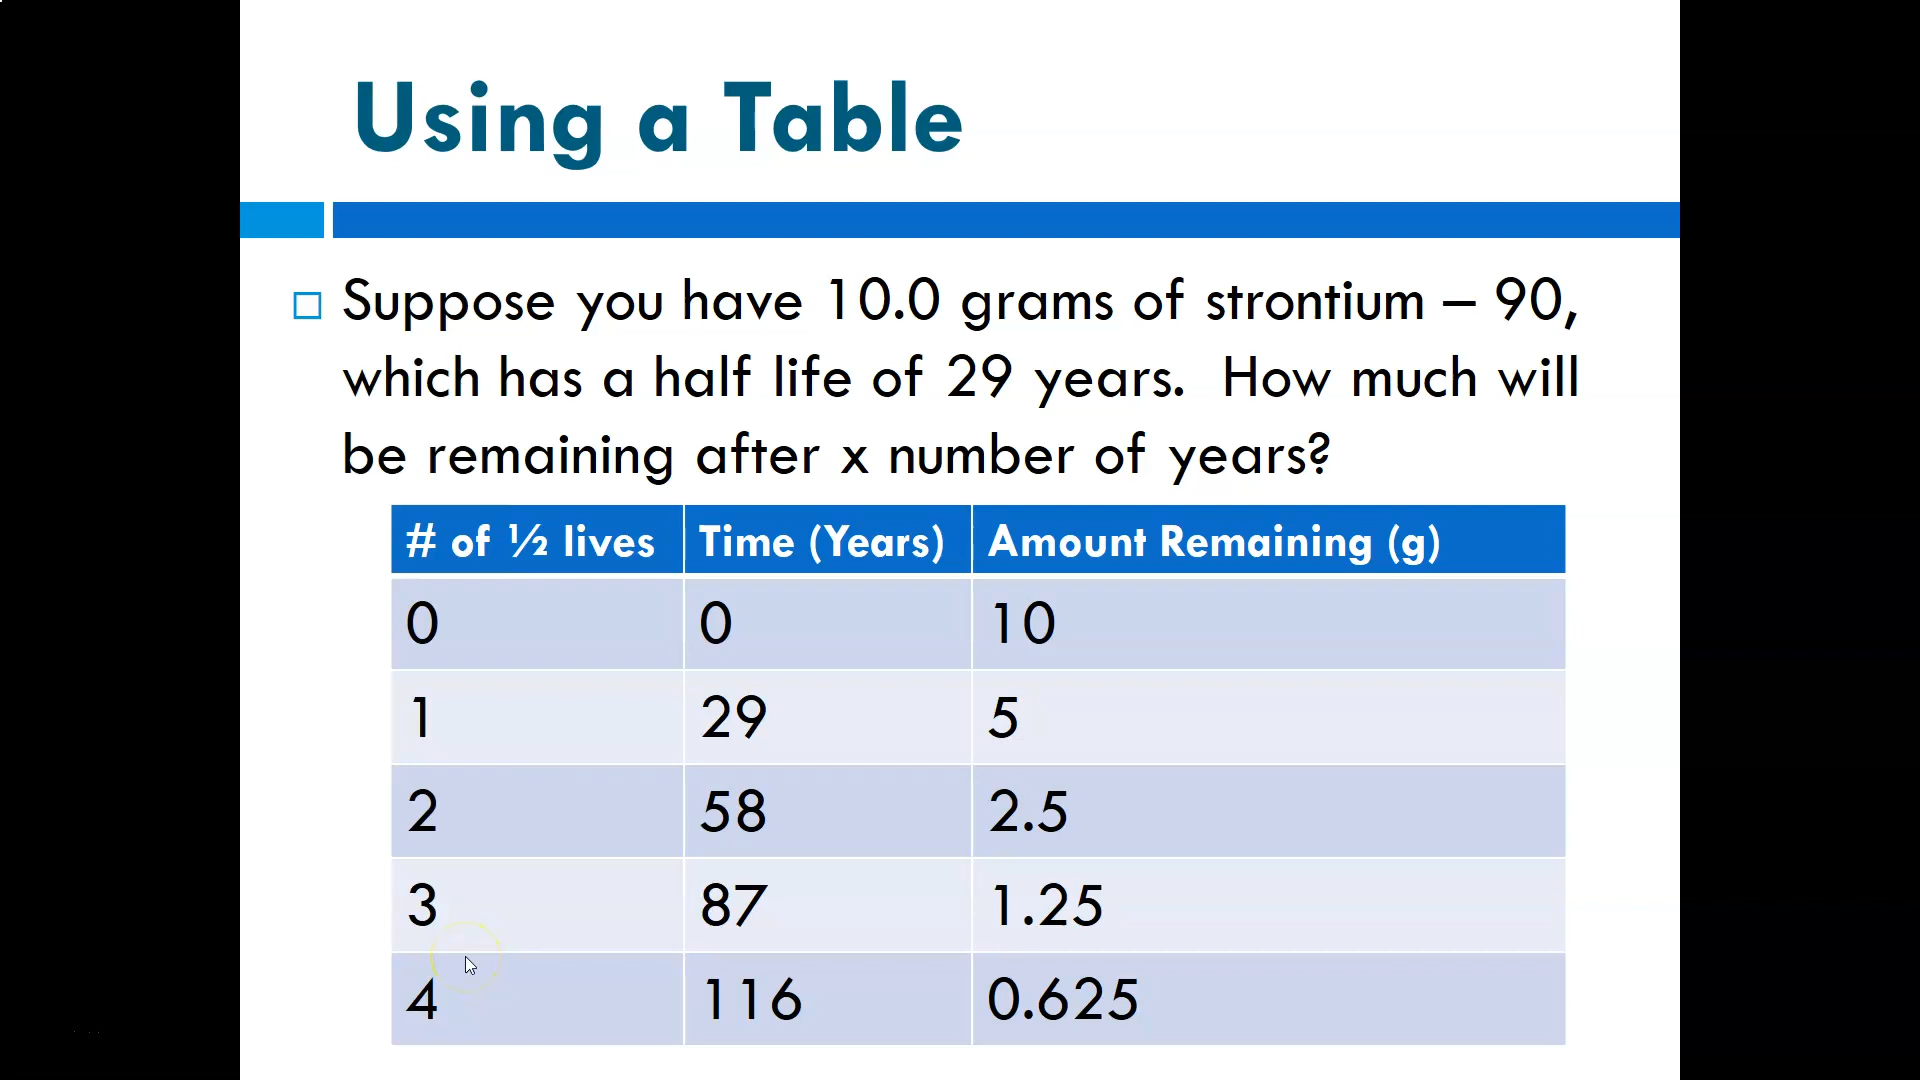 Using a Table
Suppose you have 10.0 grams of strontium – 90,
which has a half life of 29 years. How much will
be remaining after x number of years?
# of ½ lives Time (Years) Amount Remaining (g)
0 0 10
1 29 5
2 58 2.5
3 87 1.25
4 116 0.625